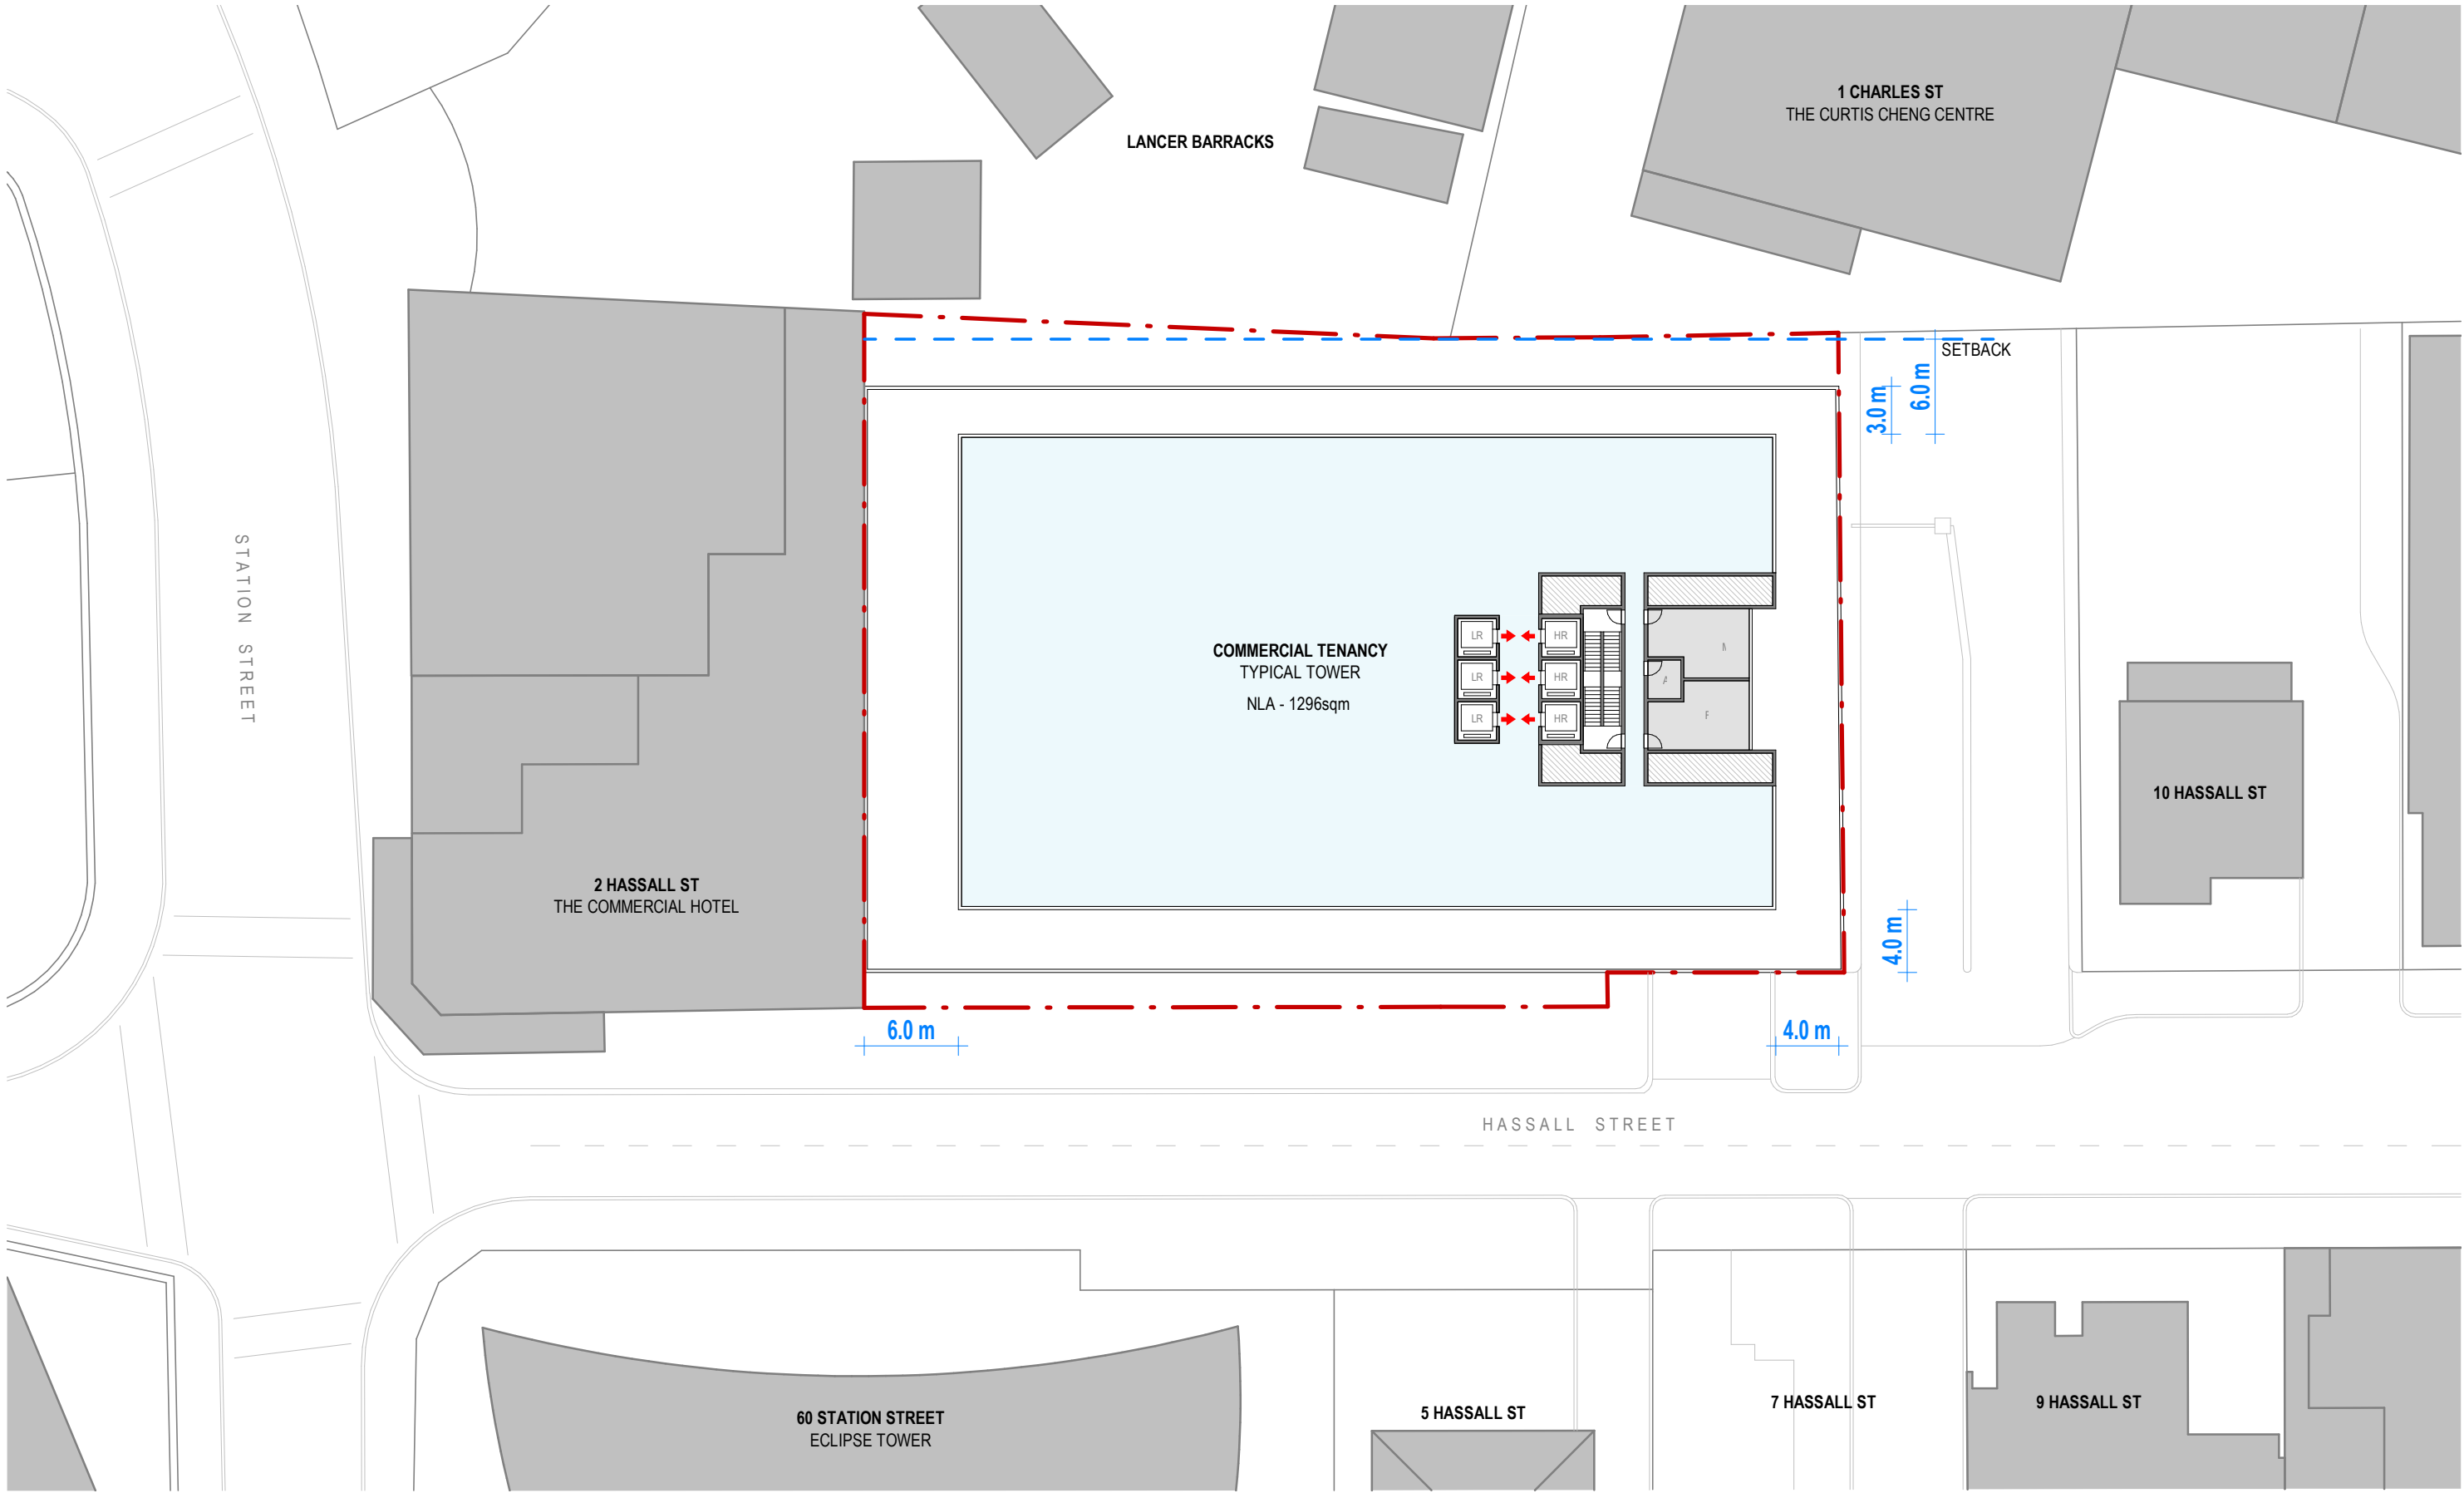 1 CHARLES ST
THE CURTIS CHENG CENTRE
LANCER BARRACKS
SETBACK
3.0 m
6.0 m
STATION STREET
COMMERCIAL TENANCY
TYPICAL TOWER
NLA - 1296sqm
LR
HR
LR
HR
LR
HR
10 HASSALL ST
2 HASSALL ST
THE COMMERCIAL HOTEL
4.0 m
6.0 m
4.0 m
HASSALL STREET
60 STATION STREET
ECLIPSE TOWER
5 HASSALL ST
7 HASSALL ST
9 HASSALL ST